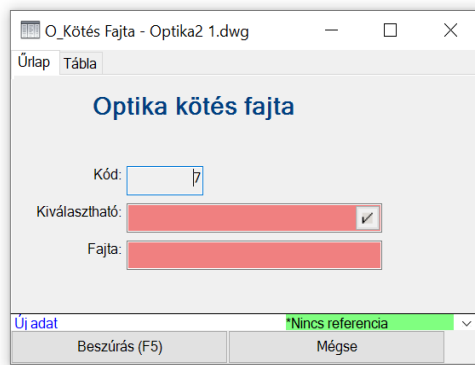 O_Kötés Fajta - Optika2 1.dwg
Űrlap Tábla
Optika kötés fajta
Kód: 7
Kiválasztható:
Fajta:
Új adat *Nincs referencia
Beszúrás (F5) Mégse